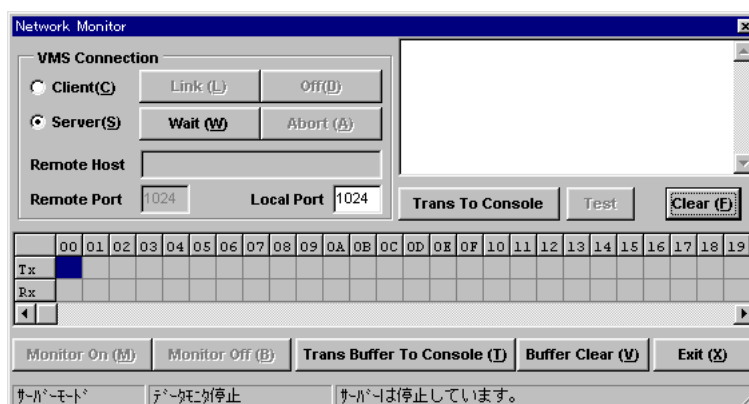 Network Monitor
VMS Connection
Client(C) Link (L) Off(D)
Server(S) Wait (W) Abort (A)
Remote Host
Remote Port 1024 Local Port 1024
Trans To Console Test Clear (F)
00 01 02 03 04 05 06 07 08 09 0A 0B 0C 0D 0E 0F 10 11 12 13 14 15 16 17 18 19
Tx
Rx
Monitor On (M) Monitor Off (B) Trans Buffer To Console (T) Buffer Clear (V) Exit (X)
ｻｰﾊﾞｰﾓｰﾄﾞ ﾃﾞｰﾀﾓﾆﾀ停止 ｻｰﾊﾞｰは停止しています。